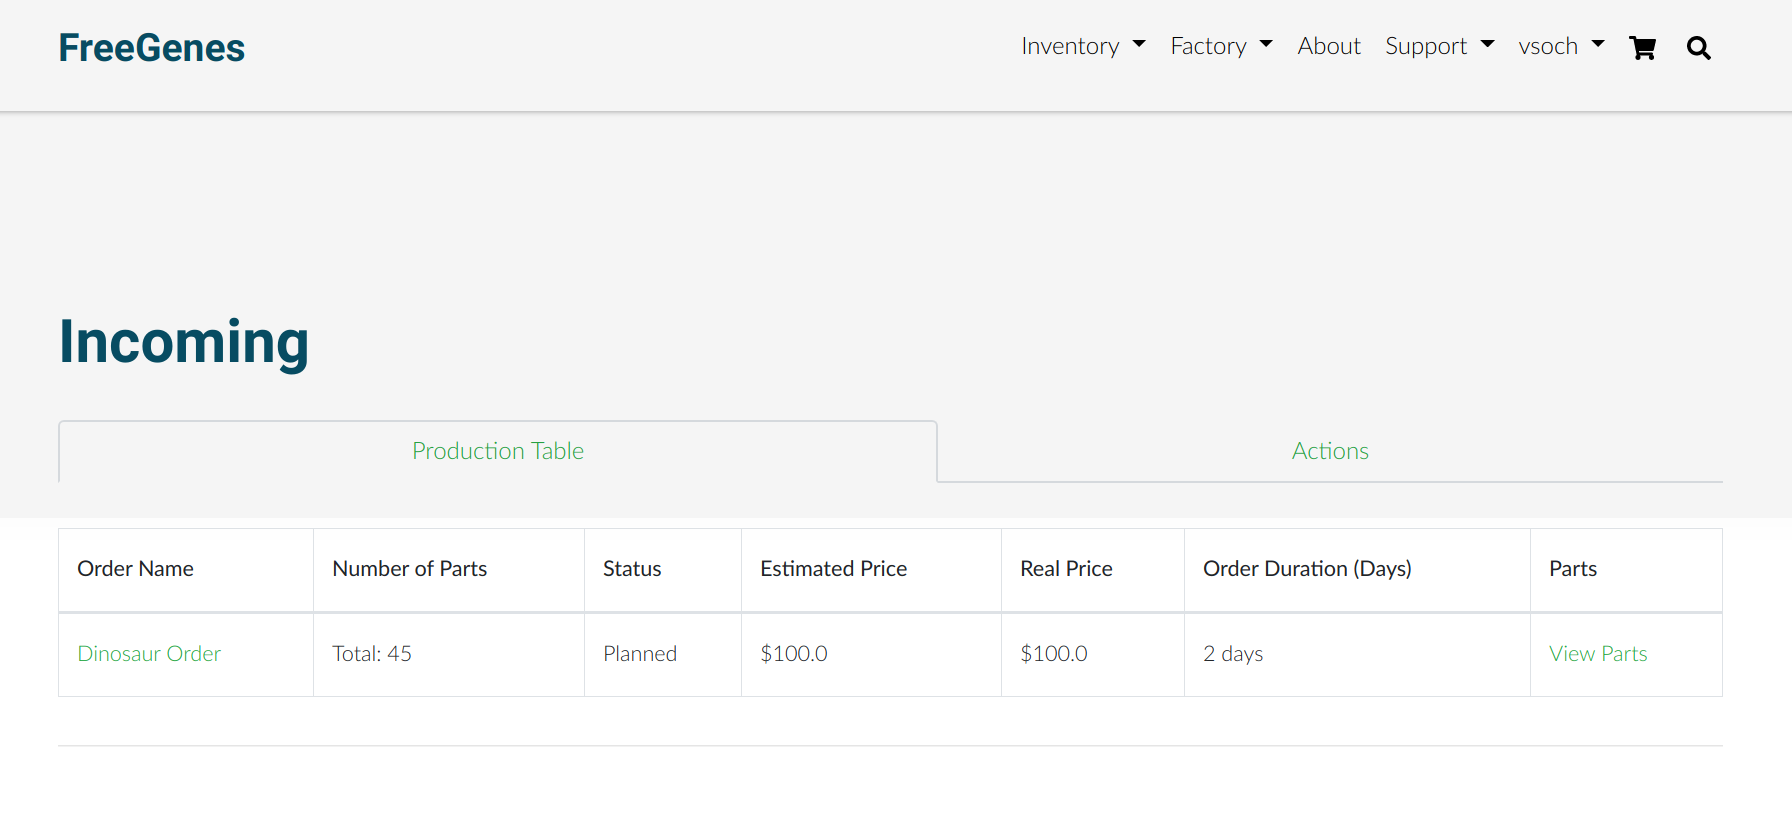 FreeGenes Inventory Factory About Support vsoch
Incoming
Production Table Actions
Order Name Number of Parts Status Estimated Price Real Price Order Duration (Days) Parts
Dinosaur Order Total: 45 Planned $100.0 $100.0 2 days View Parts